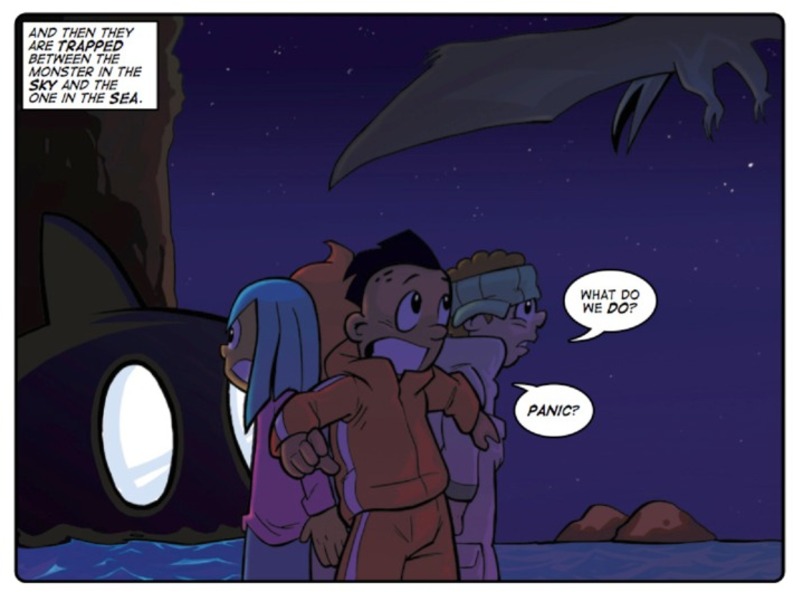 AND THEN THEY
ARE TRAPPED
BETWEEN THE
MONSTER IN THE
SKY AND THE
ONE IN THE SEA.
WHAT DO
WE DO?
PANIC?